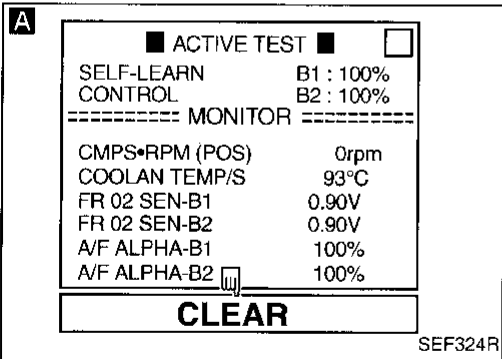 A
■ ACTIVE TEST ■
SELF-LEARN B1 : 100%
CONTROL B2 : 100%
========= MONITOR =========
CMPS•RPM (POS) 0rpm
COOLAN TEMP/S 93°C
FR 02 SEN-B1 0.90V
FR 02 SEN-B2 0.90V
A/F ALPHA-B1 100%
A/F ALPHA-B2 100%
CLEAR
SEF324R